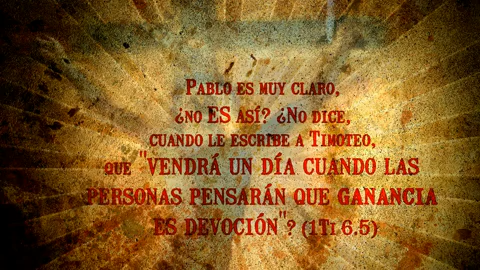 Pablo es muy claro,
¿no ES así? ¿No dice,
cuando le escribe a Timoteo,
que "vendrá un día cuando las
personas pensarán que ganancia
es devoción"? (1Ti 6.5)